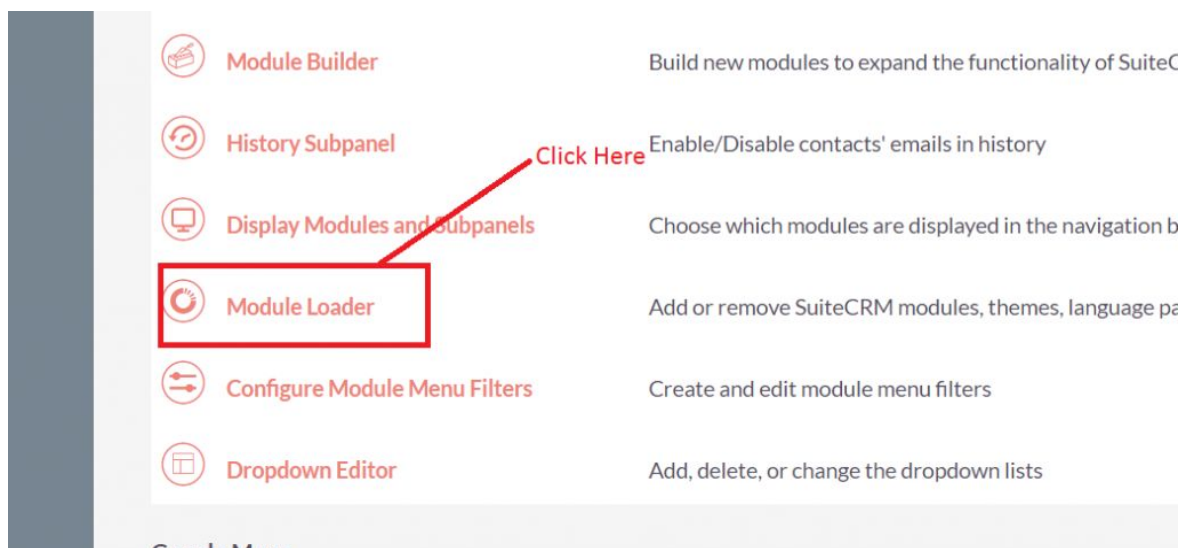 Module Builder
Build new modules to expand the functionality of Suite
History Subpanel
Click Here
Enable/Disable contacts' emails in history
Display Modules and Subpanels
Choose which modules are displayed in the navigation b
Module Loader
Add or remove SuiteCRM modules, themes, language pa
Configure Module Menu Filters
Create and edit module menu filters
Dropdown Editor
Add, delete, or change the dropdown lists